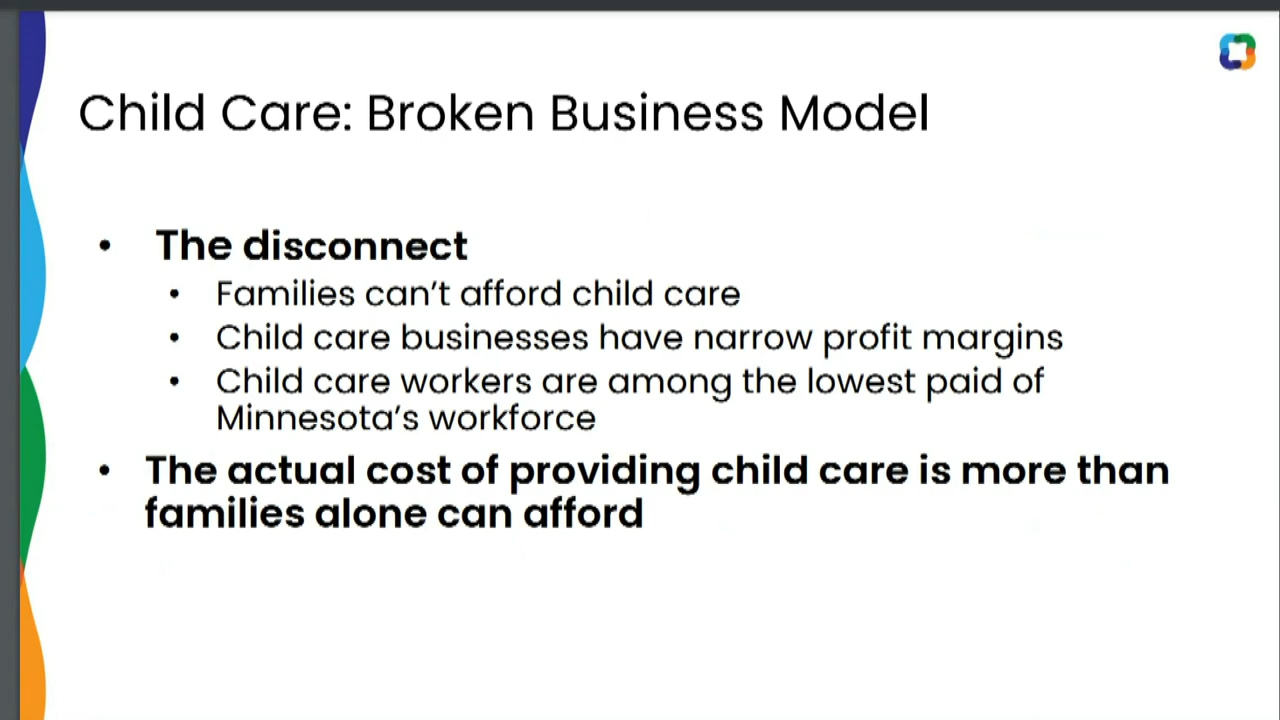 Child Care: Broken Business Model
• The disconnect
• Families can’t afford child care
• Child care businesses have narrow profit margins
• Child care workers are among the lowest paid of
Minnesota’s workforce
• The actual cost of providing child care is more than
families alone can afford